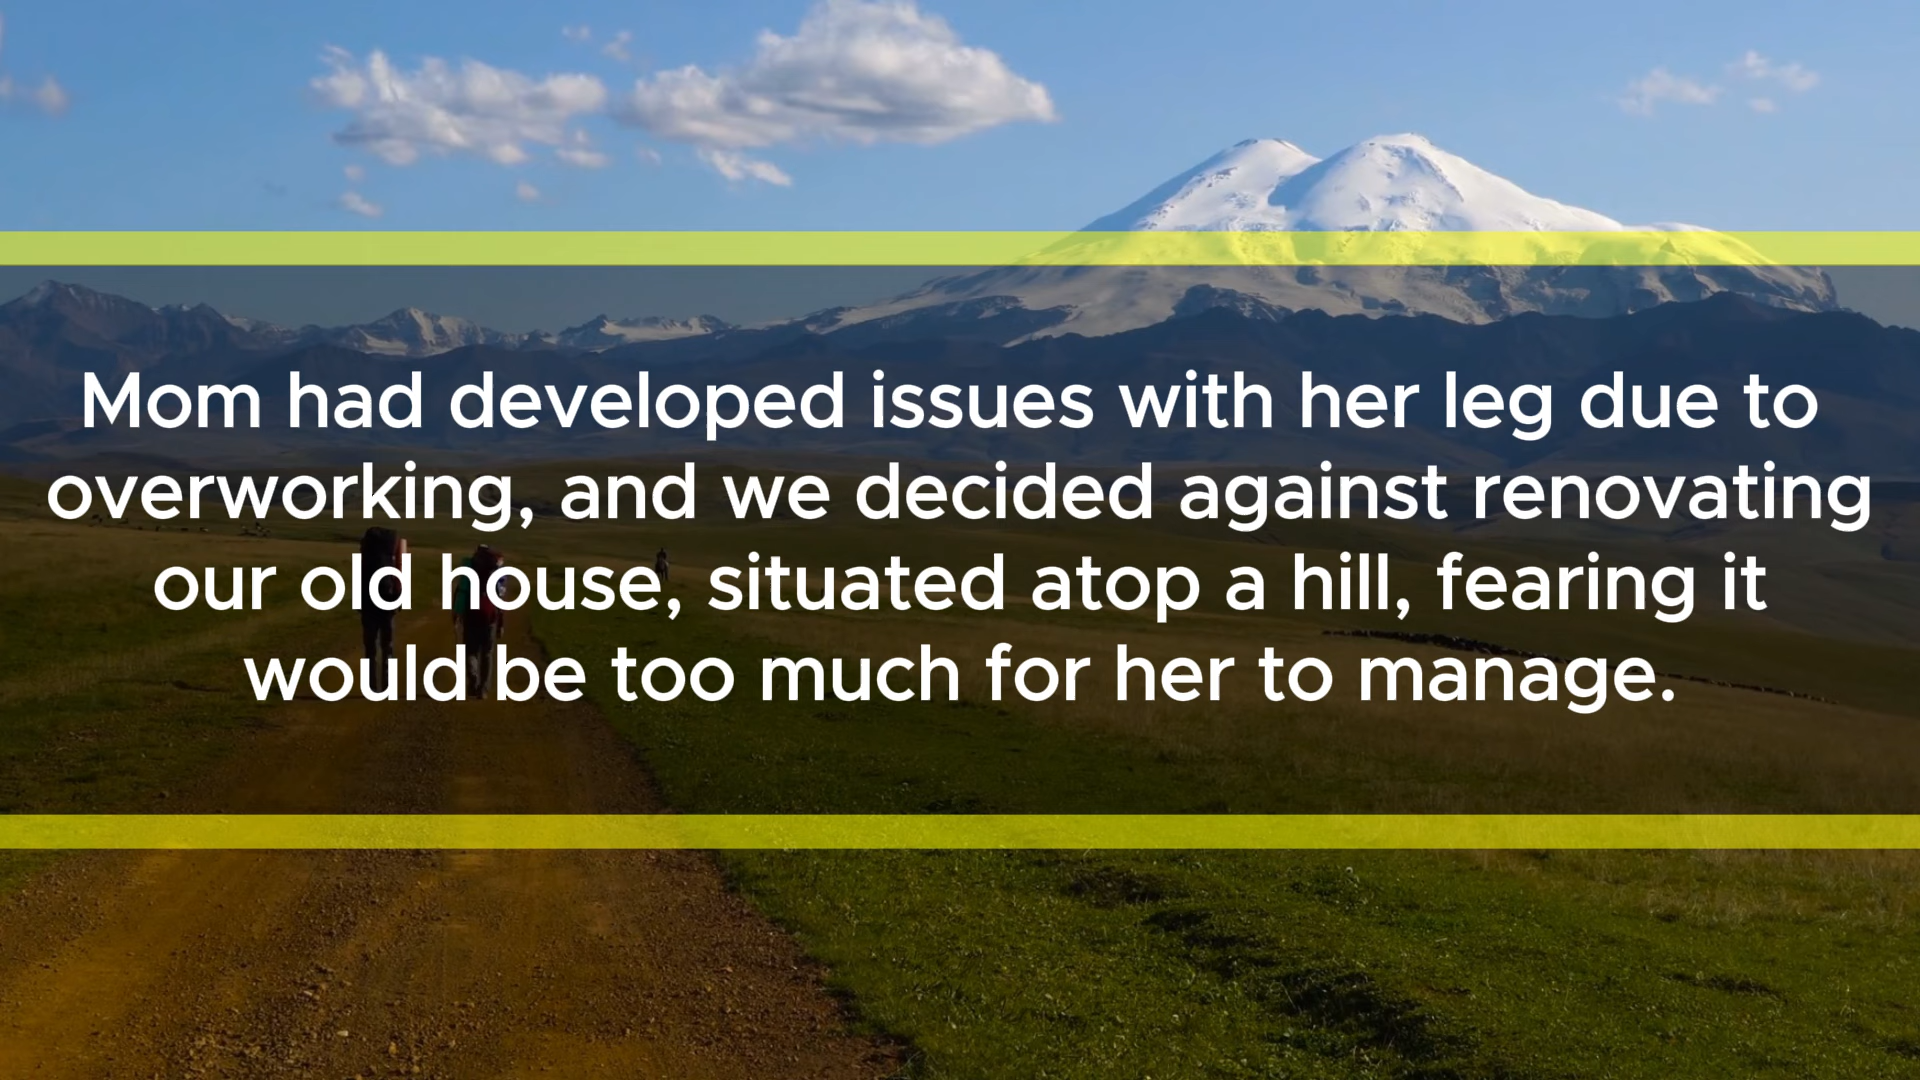 Mom had developed issues with her leg due to
overworking, and we decided against renovating
our old house, situated atop a hill, fearing it
would be too much for her to manage.